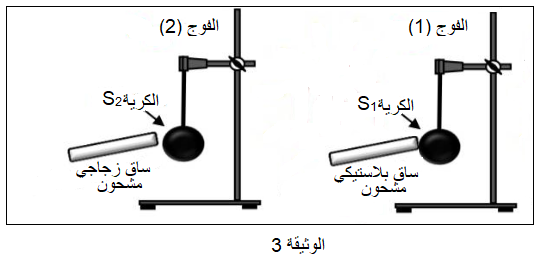 الفوج (1)
الكرية S1
ساق بلاستيكي
مشحون
الفوج (2)
الكرية S2
ساق زجاجي
مشحون
الوثيقة 3